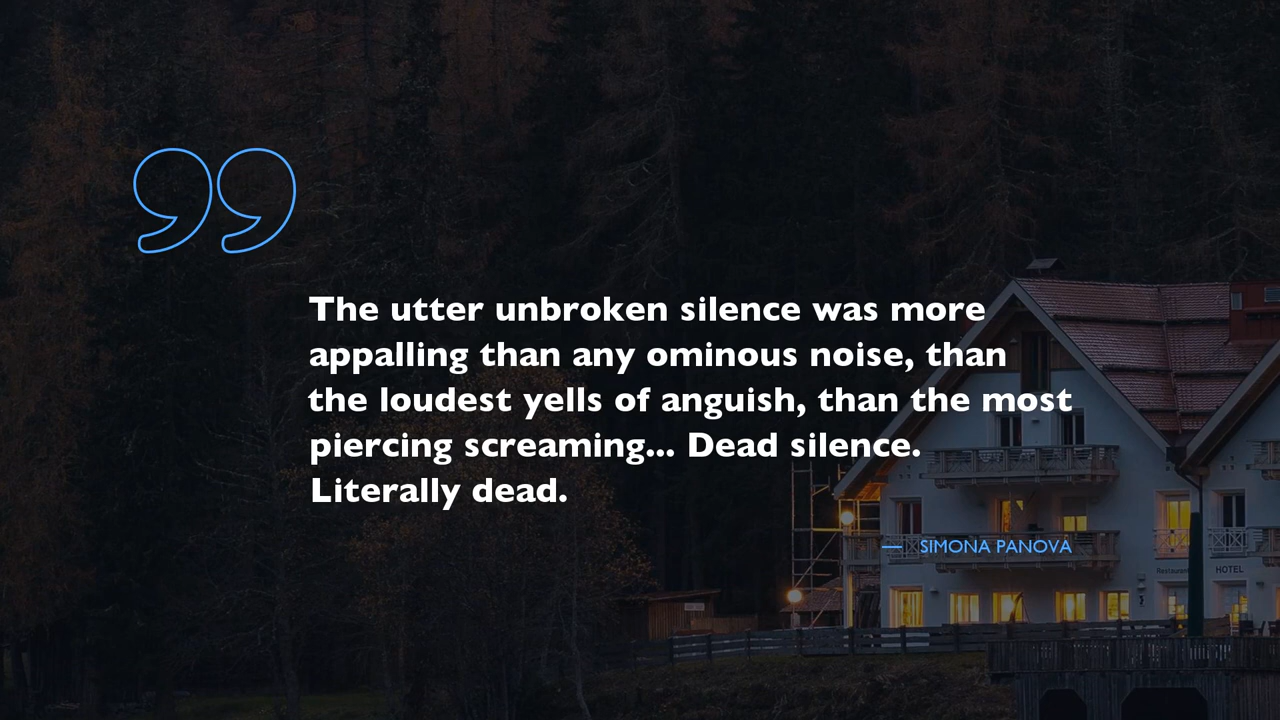 The utter unbroken silence was more
appalling than any ominous noise, than
the loudest yells of anguish, than the most
piercing screaming... Dead silence.
Literally dead.
— SIMONA PANOVA
Restaurant
HOTEL